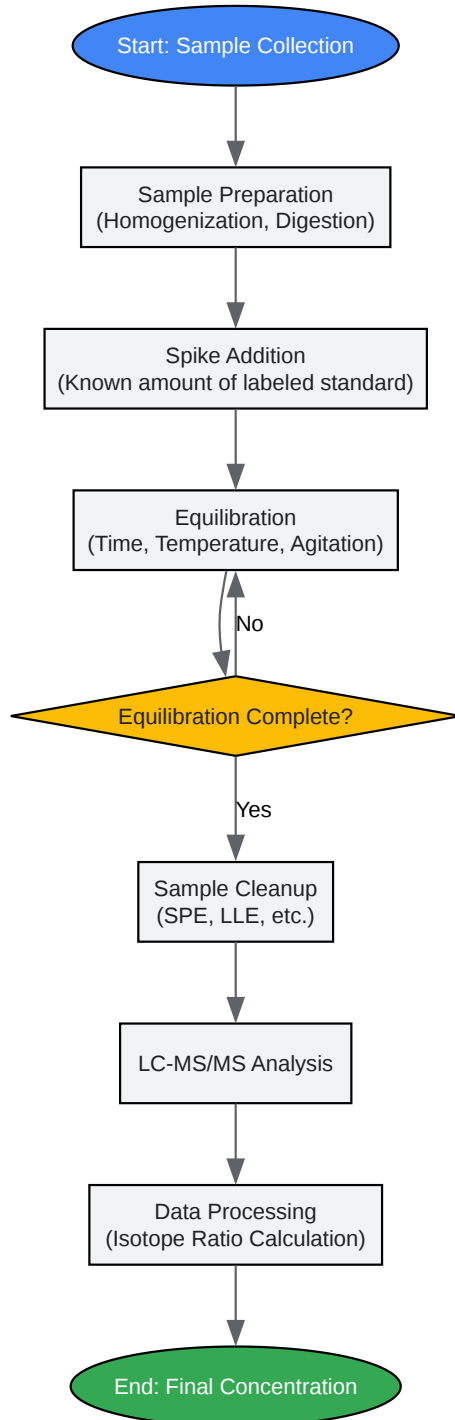 Start: Sample Collection
Sample Preparation
(Homogenization, Digestion)
Spike Addition
(Known amount of labeled standard)
Equilibration
(Time, Temperature, Agitation)
No
Equilibration Complete?
Yes
Sample Cleanup
(SPE, LLE, etc.)
LC-MS/MS Analysis
Data Processing
(Isotope Ratio Calculation)
End: Final Concentration